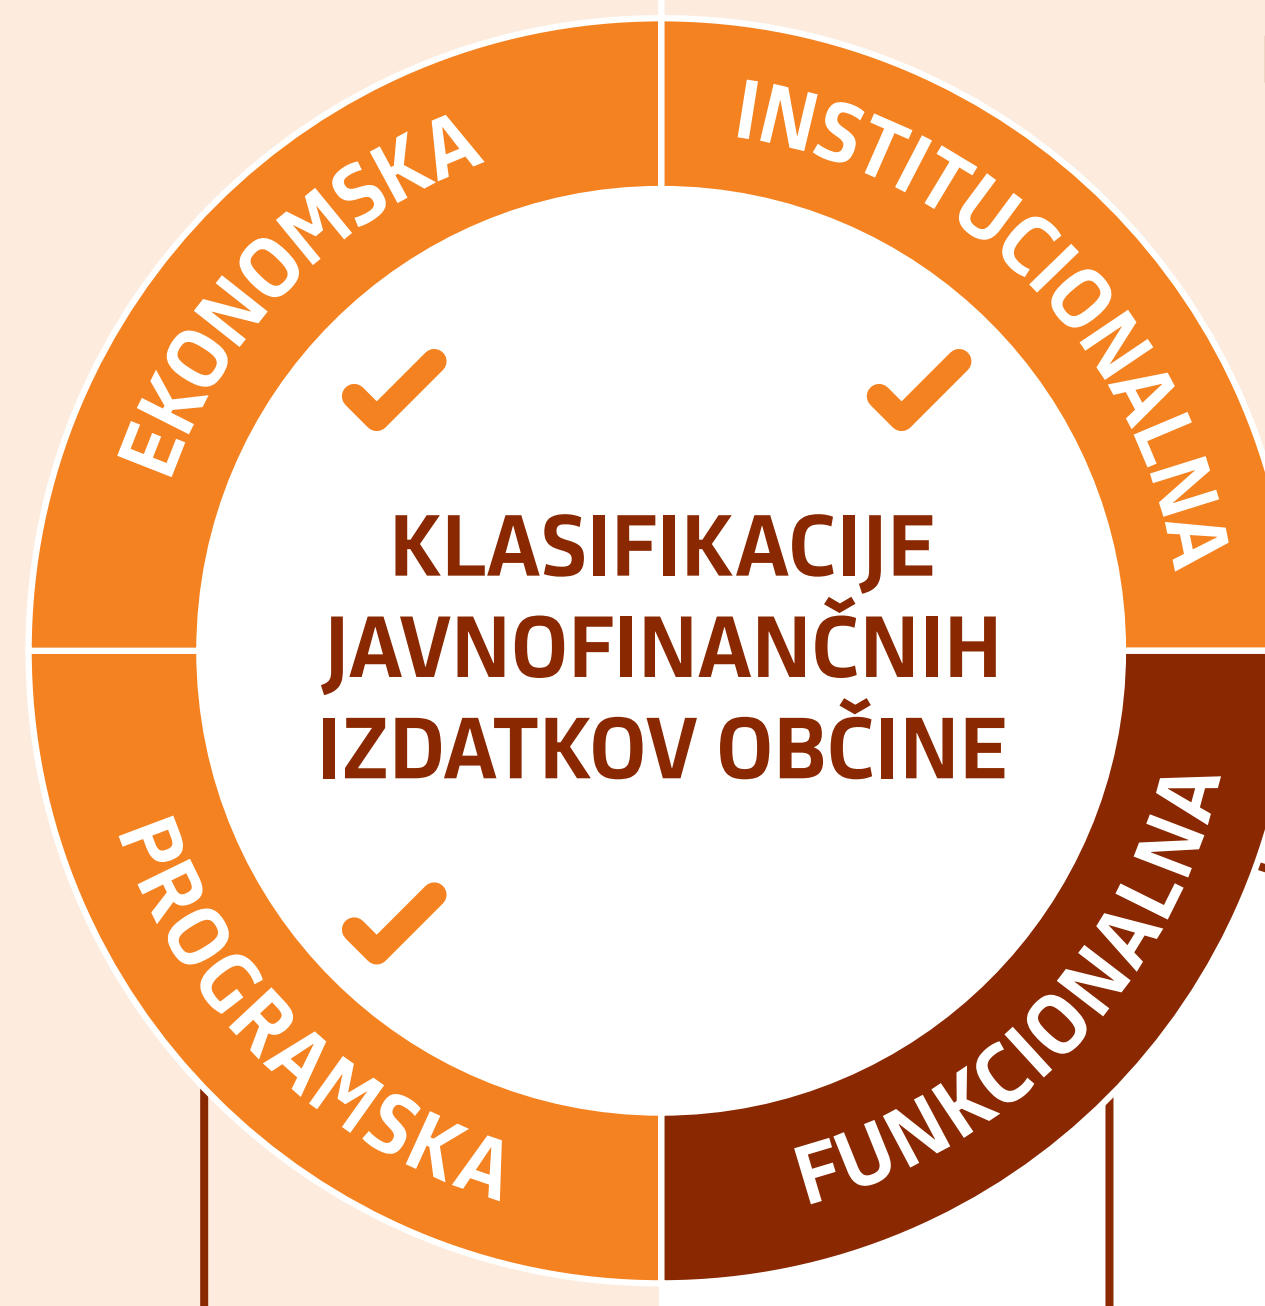 EKONOMSKA
INSTITUCIONALNA
KLASIFIKACIJE
JAVNOFINANČNIH
IZDATKOV OBČINE
PROGRAMSKA
FUNKCIONALNA